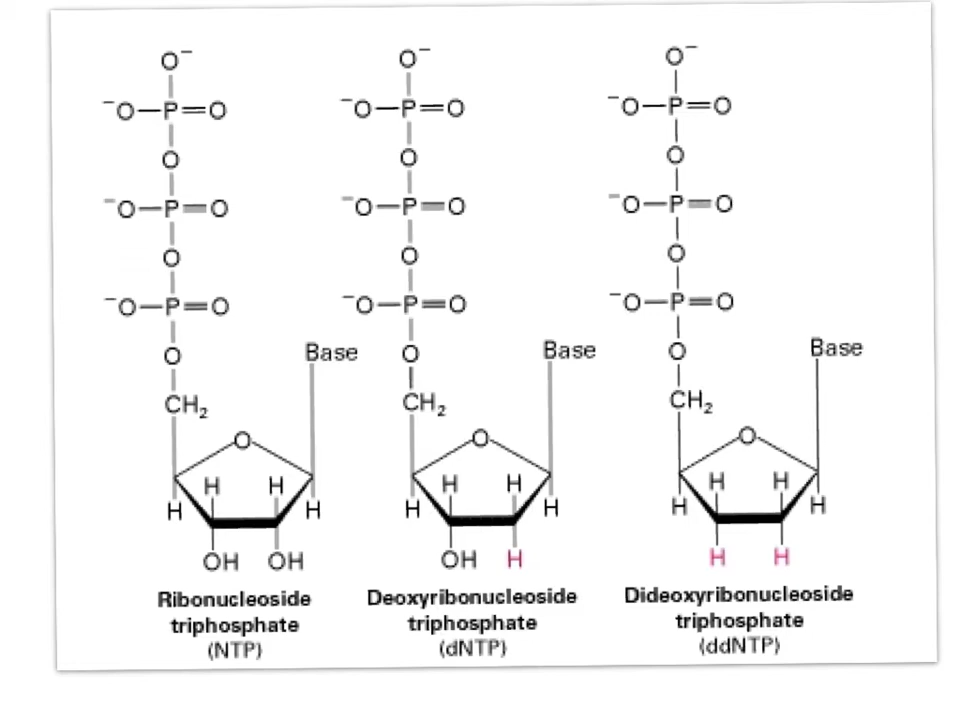 O⁻ O⁻ O⁻
⁻O—P=O ⁻O—P=O ⁻O—P=O
O O O
⁻O—P=O ⁻O—P=O ⁻O—P=O
O O O
⁻O—P=O ⁻O—P=O ⁻O—P=O
O Base O Base O Base
CH₂ CH₂ CH₂
O O O
H H H H H H
H H H H H H
OH OH OH H H H
Ribonucleoside Deoxyribonucleoside Dideoxyribonucleoside
triphosphate triphosphate triphosphate
(NTP) (dNTP) (ddNTP)